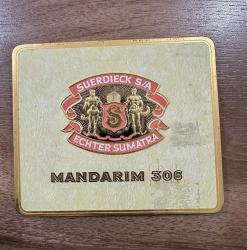 SUERDIECK S/A
S
ECHTER SUMATRA
MANDARIM 306